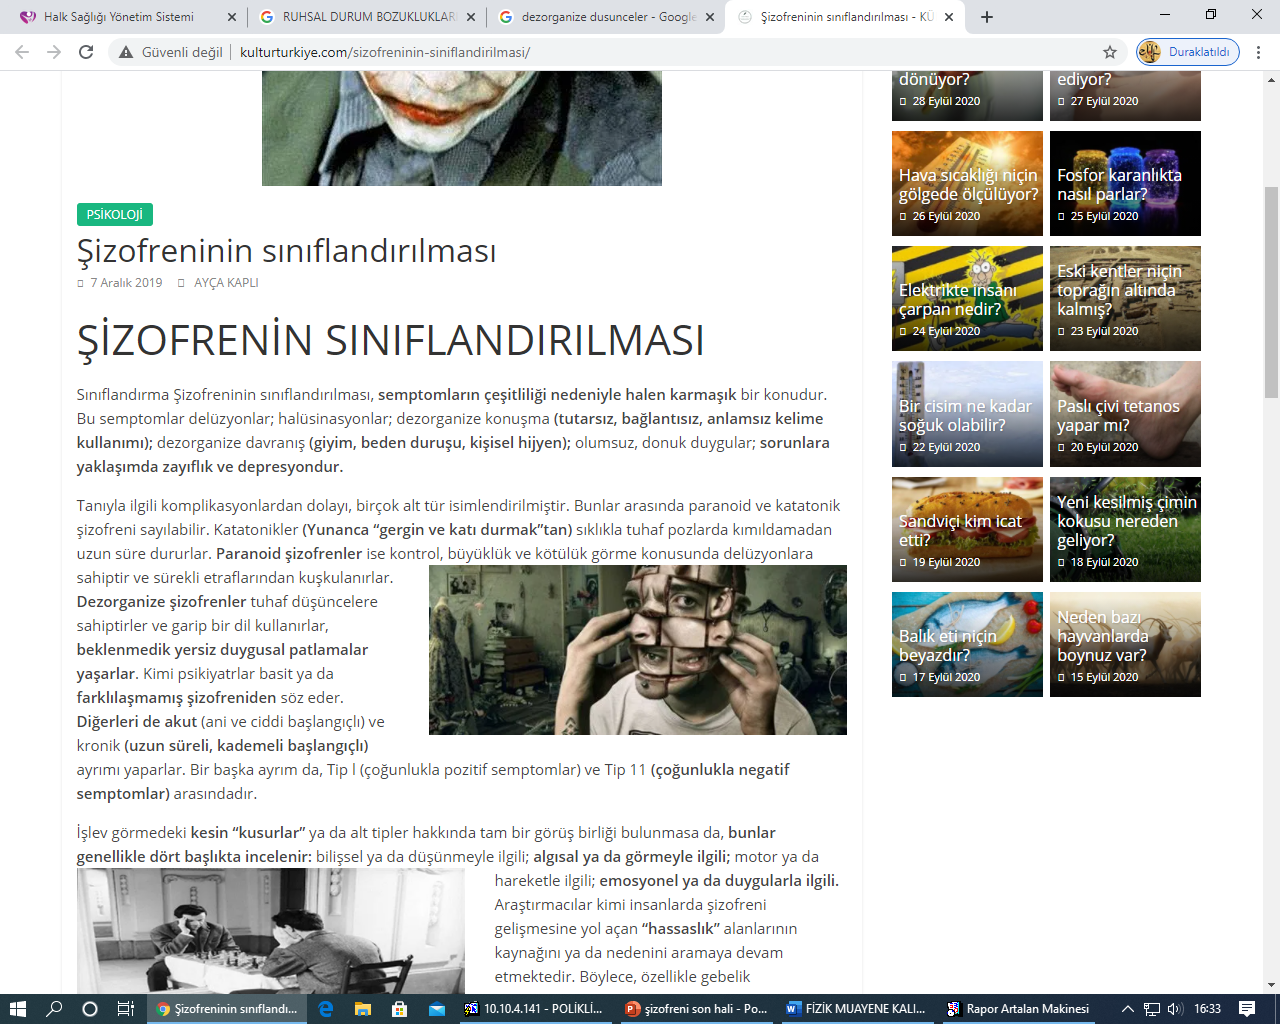 Halk Sağlığı Yönetim Sistemi
RUHSAL DURUM BOZUKLUKLARI
dezorganize dusunceler - Google
Şizofreninin sınıflandırılması - KÜ
Güvenli değil
kulturturkiye.com/sizofreninin-siniflandirilmasi/
Duraklatıldı
PSİKOLOJİ
Şizofreninin sınıflandırılması
7 Aralık 2019 AYÇA KAPLI
ŞİZOFRENİN SINIFLANDIRILMASI
Sınıflandırma Şizofreninin sınıflandırılması, semptomların çeşitliliği nedeniyle halen karmaşık bir konudur.
Bu semptomlar delüzyonlar; halüsinasyonlar; dezorganize konuşma (tutarsız, bağlantısız, anlamsız kelime
kullanımı); dezorganize davranış (giyim, beden duruşu, kişisel hijyen); olumsuz, donuk duygular; sorunlara
yaklaşımda zayıflık ve depresyondur.
Tanıyla ilgili komplikasyonlardan dolayı, birçok alt tür isimlendirilmiştir. Bunlar arasında paranoid ve katatonik
şizofreni sayılabilir. Katatonikler (Yunanca “gergin ve katı durmak”tan) sıklıkla tuhaf pozlarda kımıldamadan
uzun süre dururlar. Paranoid şizofrenler ise kontrol, büyüklük ve kötülük görme konusunda delüzyonlara
sahiptir ve sürekli etraflarından kuşkulanırlar.
Dezorganize şizofrenler tuhaf düşüncelere
sahiptirler ve garip bir dil kullanırlar,
beklenmedik yersiz duygusal patlamalar
yaşarlar. Kimi psikiyatrlar basit ya da
farklılaşmamış şizofreniden söz eder.
Diğerleri de akut (ani ve ciddi başlangıçlı) ve
kronik (uzun süreli, kademeli başlangıçlı)
ayrımı yaparlar. Bir başka ayrım da, Tip l (çoğunlukla pozitif semptomlar) ve Tip 11 (çoğunlukla negatif
semptomlar) arasındadır.
İşlev görmedeki kesin “kusurlar” ya da alt tipler hakkında tam bir görüş birliği bulunmasa da, bunlar
genellikle dört başlıkta incelenir: bilişsel ya da düşünmeyle ilgili; algısal ya da görmeyle ilgili; motor ya da
hareketle ilgili; emosyonel ya da duygularla ilgili.
Araştırmacılar kimi insanlarda şizofreni
gelişmesine yol açan “hassaslık” alanlarının
kaynağını ya da nedenini aramaya devam
etmektedir. Böylece, özellikle gebelik
dönüyor?
28 Eylül 2020
ediyor?
27 Eylül 2020
Hava sıcaklığı niçin
gölgede ölçülüyor?
26 Eylül 2020
Fosfor karanlıkta
nasıl parlar?
25 Eylül 2020
Elektrikte insanı
çarpan nedir?
24 Eylül 2020
Eski kentler niçin
toprağın altında
kalmış?
23 Eylül 2020
Bir cisim ne kadar
soğuk olabilir?
22 Eylül 2020
Paslı çivi tetanos
yapar mı?
20 Eylül 2020
Sandviçi kim icat
etti?
19 Eylül 2020
Yeni kesilmiş çimin
kokusu nereden
geliyor?
18 Eylül 2020
Balık eti niçin
beyazdır?
17 Eylül 2020
Neden bazı
hayvanlarda
boynuz var?
15 Eylül 2020
Şizofreninin sınıflandı...
10.10.4.141 - POLİKLİ...
şizofreni son hali - Po...
FİZİK MUAYENE KALI...
Rapor Artalan Makinesi
16:33